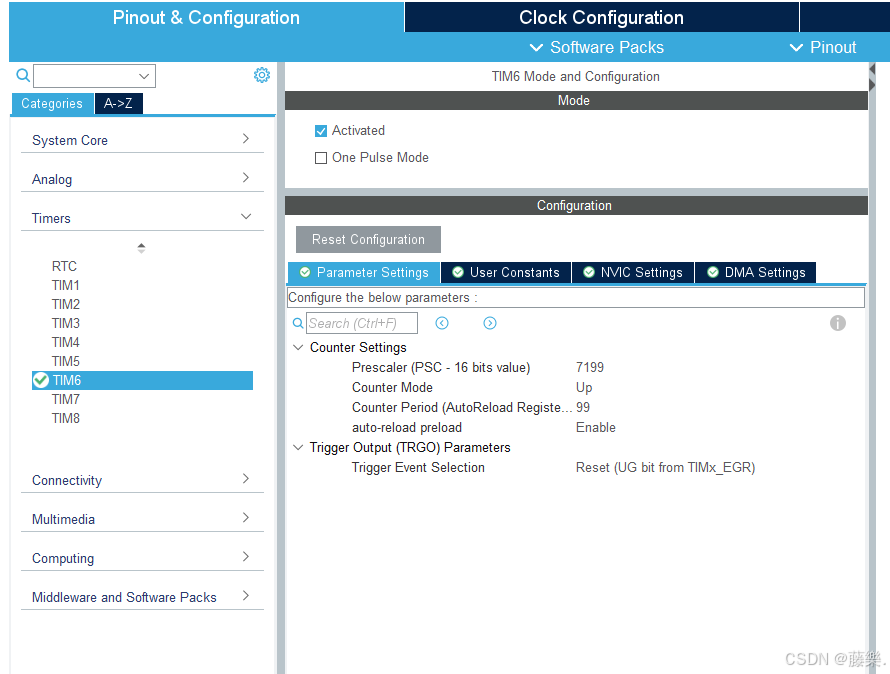 Pinout & Configuration
Clock Configuration
Software Packs
Pinout
Categories
A->Z
System Core
Analog
Timers
RTC
TIM1
TIM2
TIM3
TIM4
TIM5
TIM6
TIM7
TIM8
Connectivity
Multimedia
Computing
Middleware and Software Packs
TIM6 Mode and Configuration
Mode
Activated
One Pulse Mode
Configuration
Reset Configuration
Parameter Settings
User Constants
NVIC Settings
DMA Settings
Configure the below parameters :
Search (Ctrl+F)
Counter Settings
Prescaler (PSC - 16 bits value) 7199
Counter Mode Up
Counter Period (AutoReload Registe... 99
auto-reload preload Enable
Trigger Output (TRGO) Parameters
Trigger Event Selection Reset (UG bit from TIMx_EGR)
CSDN @藤樂.